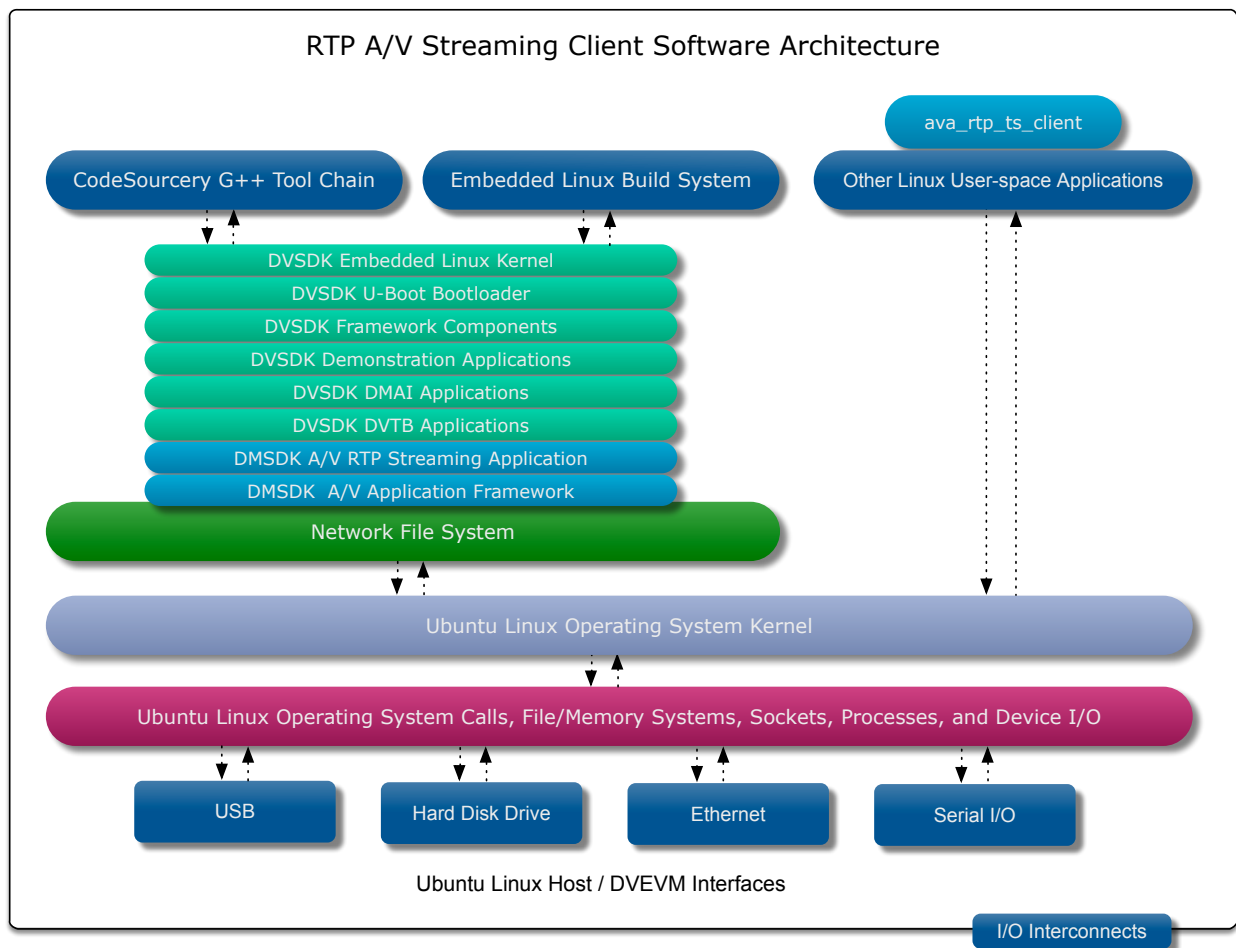 RTP A/V Streaming Client Software Architecture
ava_rtp_ts_client
CodeSourcery G++ Tool Chain
Embedded Linux Build System
Other Linux User-space Applications
DVSDK Embedded Linux Kernel
DVSDK U-Boot Bootloader
DVSDK Framework Components
DVSDK Demonstration Applications
DVSDK DMAI Applications
DVSDK DVTB Applications
DMSDK A/V RTP Streaming Application
DMSDK  A/V Application Framework
Network File System
Ubuntu Linux Operating System Kernel
Ubuntu Linux Operating System Calls, File/Memory Systems, Sockets, Processes, and Device I/O
USB
Hard Disk Drive
Ethernet
Serial I/O
Ubuntu Linux Host / DVEVM Interfaces
I/O Interconnects